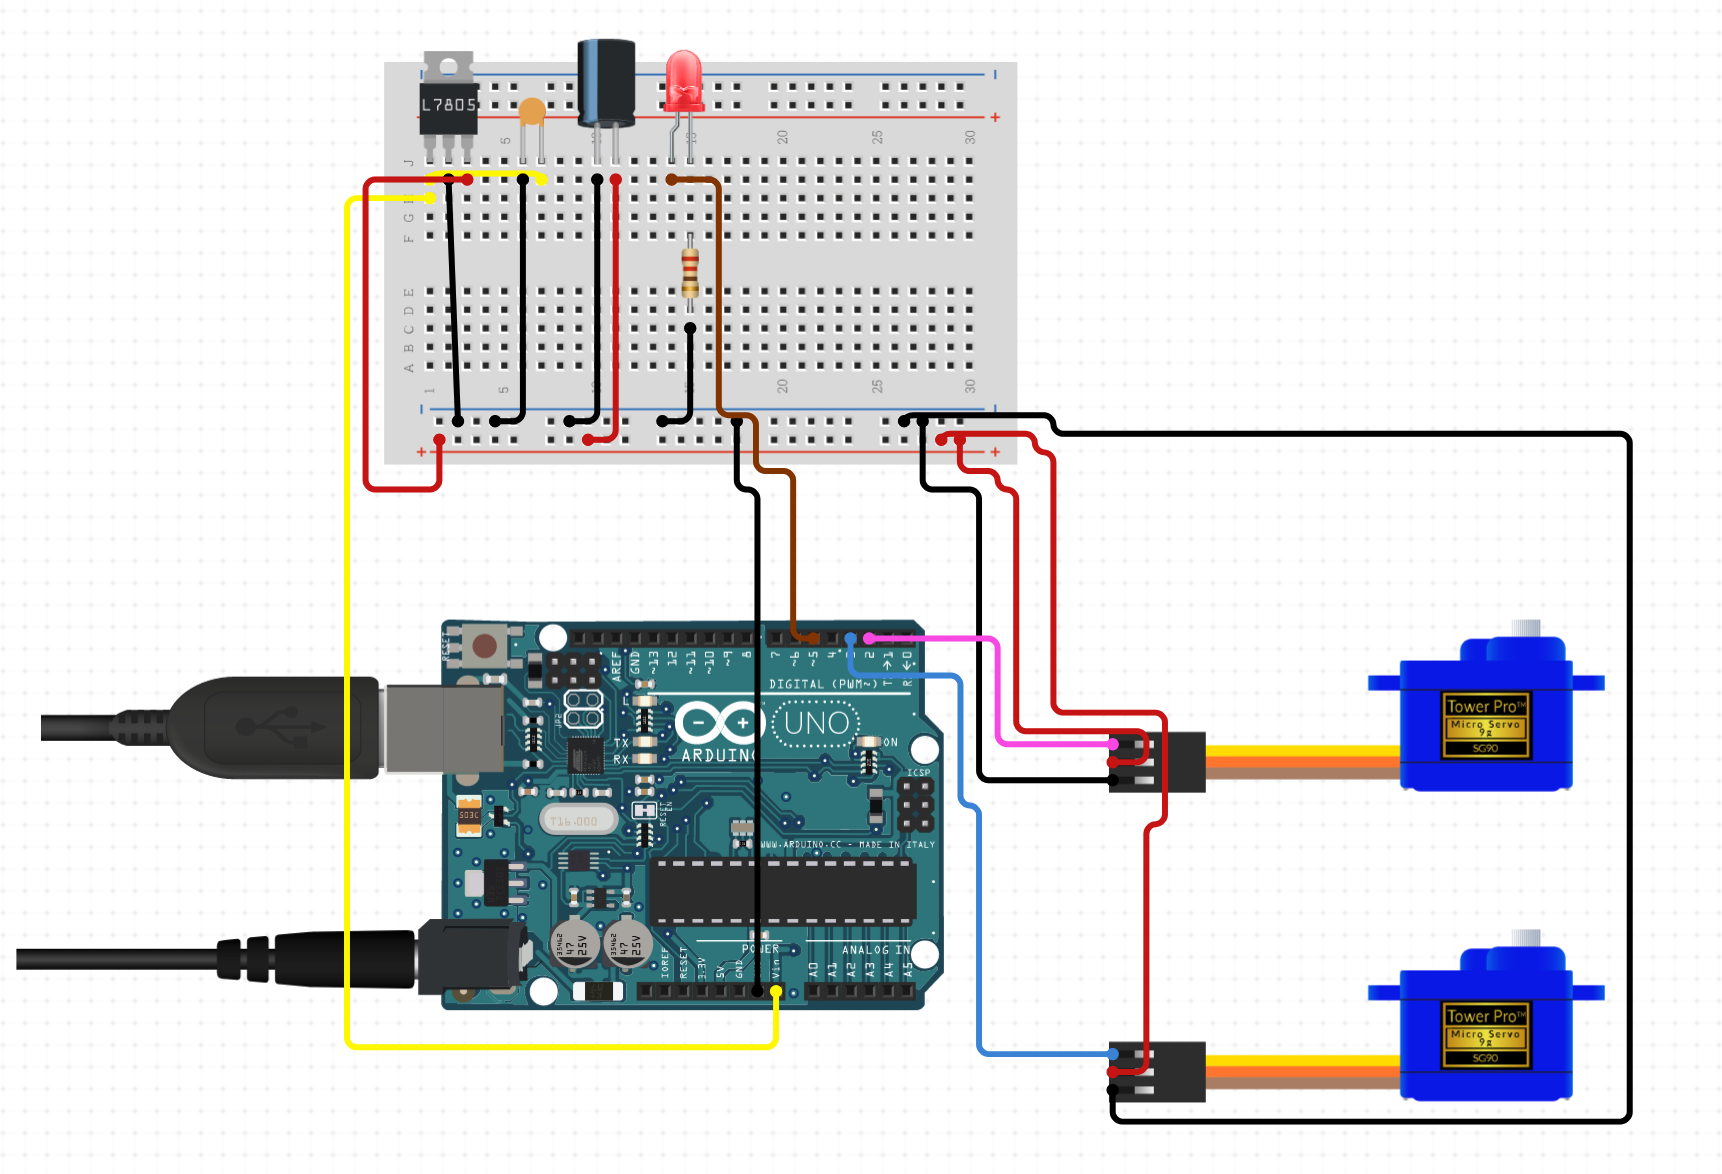 L7805
5
10
15
20
25
30
J
I
G
F
E
D
C
B
A
1
5
10
15
20
25
30
RESET
AREF
GND
~13
12
~11
~10
~9
8
7
~6
~5
4
2
TX→1
RX←0
DIGITAL (PWM~)
L
TX
RX
ARDUINO
UNO
ON
ICSP
RESET
T16.000
WWW.ARDUINO.CC - MADE IN ITALY
47
25V
47
25V
POWER
ANALOG IN
IOREF
RESET
3.3V
5V
GND
Vin
A0
A1
A2
A3
A4
A5
Tower Pro™
Micro Servo
9g
SG90
Tower Pro™
Micro Servo
9g
SG90